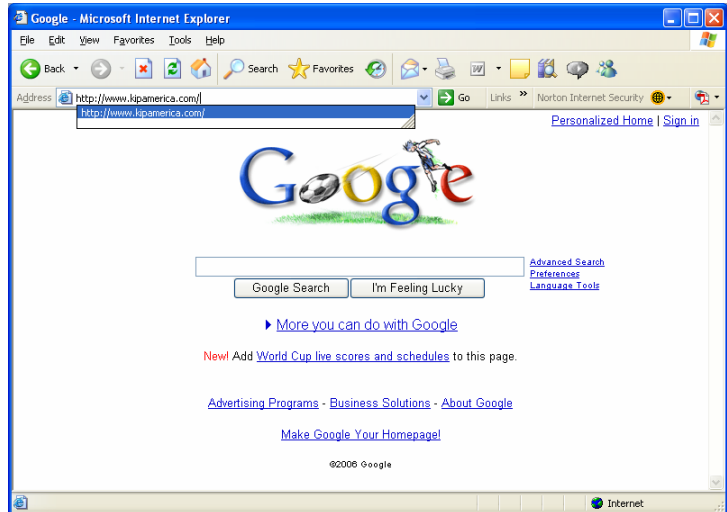 Google - Microsoft Internet Explorer
File Edit View Favorites Tools Help
Back Search Favorites W
Address http://www.kipamerica.com/ Go Links » Norton Internet Security
http://www.kipamerica.com/
Personalized Home | Sign in
Google
Advanced Search
Preferences
Language Tools
Google Search I'm Feeling Lucky
More you can do with Google
New! Add World Cup live scores and schedules to this page.
Advertising Programs - Business Solutions - About Google
Make Google Your Homepage!
©2006 Google
Internet